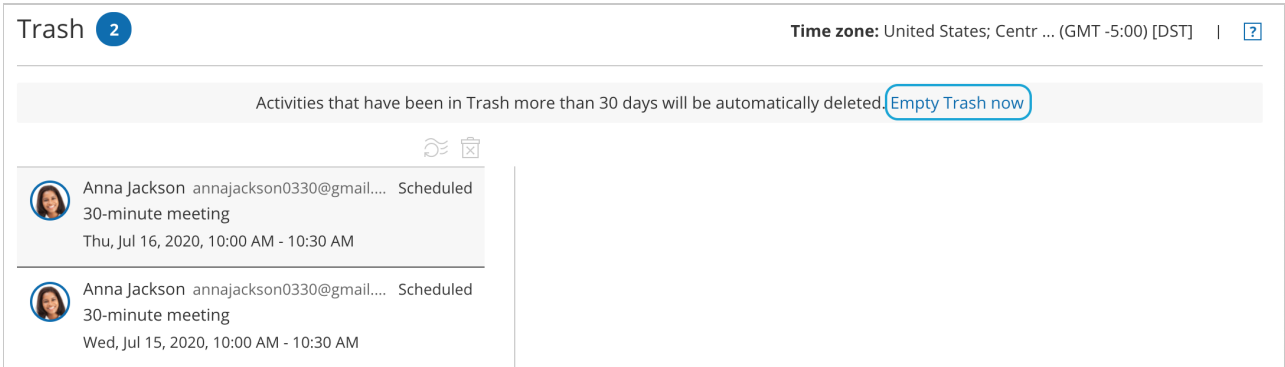 Trash 2
Time zone: United States; Centr ... (GMT -5:00) [DST] | ?
Activities that have been in Trash more than 30 days will be automatically deleted. Empty Trash now
Anna Jackson annajackson0330@gmail.... Scheduled
30-minute meeting
Thu, Jul 16, 2020, 10:00 AM - 10:30 AM
Anna Jackson annajackson0330@gmail.... Scheduled
30-minute meeting
Wed, Jul 15, 2020, 10:00 AM - 10:30 AM